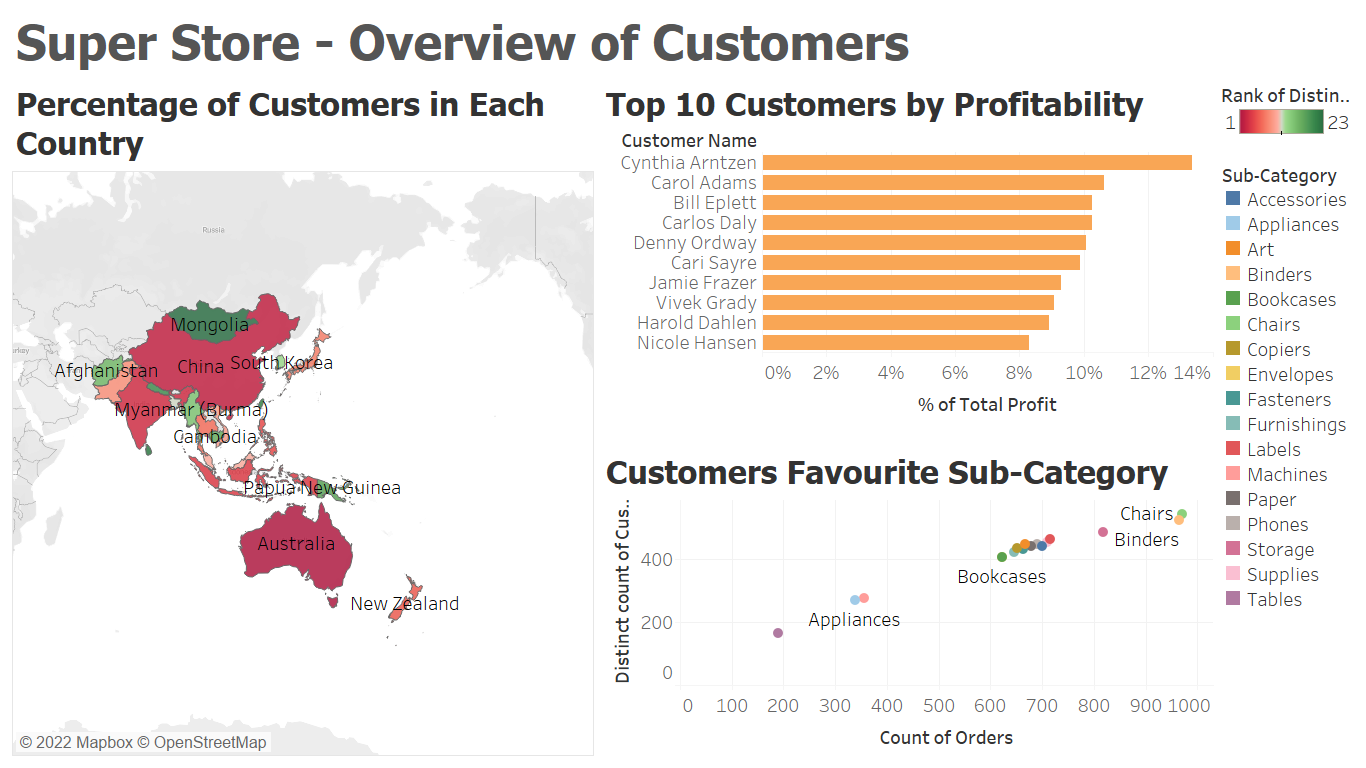 Super Store - Overview of Customers
Percentage of Customers in Each
Country
Russia
Mongolia
Afghanistan
China
South Korea
Myanmar (Burma)
Cambodia
Papua New Guinea
Australia
New Zealand
© 2022 Mapbox © OpenStreetMap
Top 10 Customers by Profitability
Customer Name
Cynthia Arntzen
Carol Adams
Bill Eplett
Carlos Daly
Denny Ordway
Cari Sayre
Jamie Frazer
Vivek Grady
Harold Dahlen
Nicole Hansen
0% 2% 4% 6% 8% 10% 12% 14%
% of Total Profit
Customers Favourite Sub-Category
Distinct count of Cus..
400
200
0
Chairs
Binders
Bookcases
Appliances
0 100 200 300 400 500 600 700 800 900 1000
Count of Orders
Rank of Distin..
1 23
Sub-Category
Accessories
Appliances
Art
Binders
Bookcases
Chairs
Copiers
Envelopes
Fasteners
Furnishings
Labels
Machines
Paper
Phones
Storage
Supplies
Tables